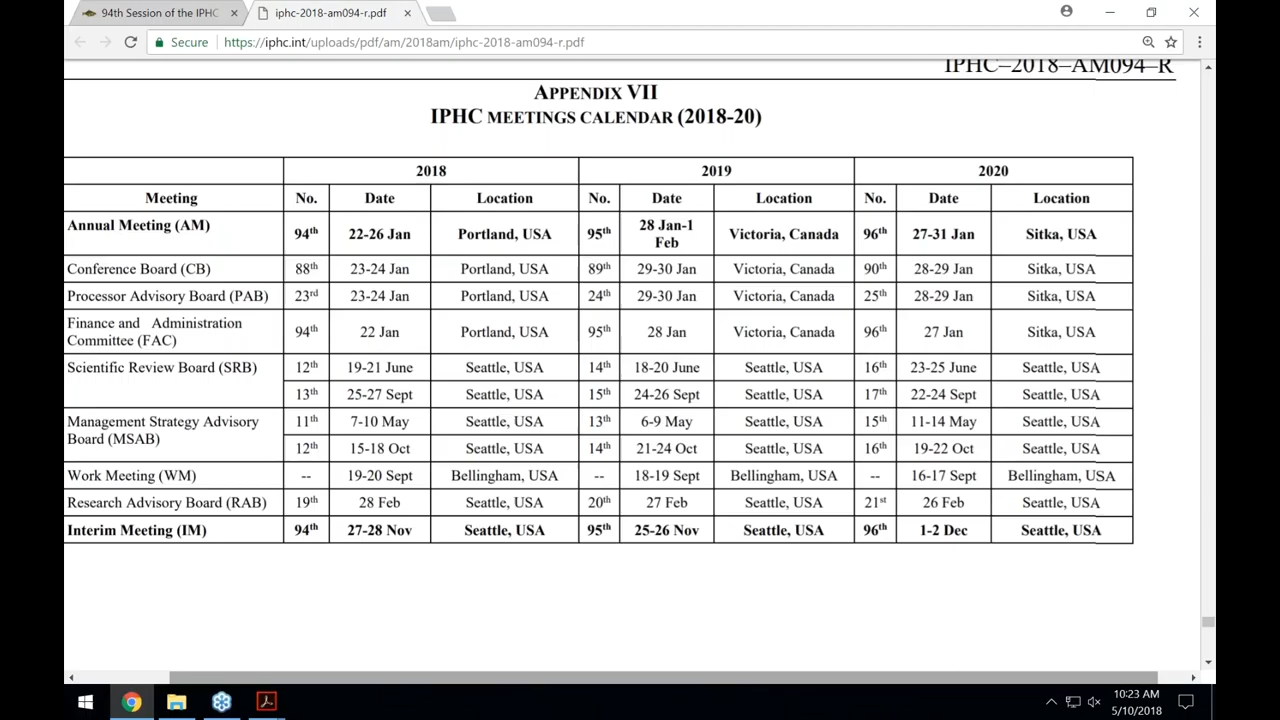 94th Session of the IPHC
iphc-2018-am094-r.pdf
Secure https://iphc.int/uploads/pdf/am/2018am/iphc-2018-am094-r.pdf
IPHC–2018–AM094–R
APPENDIX VII
IPHC MEETINGS CALENDAR (2018-20)
2018 2019 2020
Meeting No. Date Location No. Date Location No. Date Location
Annual Meeting (AM) 94th 22-26 Jan Portland, USA 95th 28 Jan-1 Feb Victoria, Canada 96th 27-31 Jan Sitka, USA
Conference Board (CB) 88th 23-24 Jan Portland, USA 89th 29-30 Jan Victoria, Canada 90th 28-29 Jan Sitka, USA
Processor Advisory Board (PAB) 23rd 23-24 Jan Portland, USA 24th 29-30 Jan Victoria, Canada 25th 28-29 Jan Sitka, USA
Finance and Administration Committee (FAC) 94th 22 Jan Portland, USA 95th 28 Jan Victoria, Canada 96th 27 Jan Sitka, USA
Scientific Review Board (SRB) 12th 19-21 June Seattle, USA 14th 18-20 June Seattle, USA 16th 23-25 June Seattle, USA
13th 25-27 Sept Seattle, USA 15th 24-26 Sept Seattle, USA 17th 22-24 Sept Seattle, USA
Management Strategy Advisory Board (MSAB) 11th 7-10 May Seattle, USA 13th 6-9 May Seattle, USA 15th 11-14 May Seattle, USA
12th 15-18 Oct Seattle, USA 14th 21-24 Oct Seattle, USA 16th 19-22 Oct Seattle, USA
Work Meeting (WM) -- 19-20 Sept Bellingham, USA -- 18-19 Sept Bellingham, USA -- 16-17 Sept Bellingham, USA
Research Advisory Board (RAB) 19th 28 Feb Seattle, USA 20th 27 Feb Seattle, USA 21st 26 Feb Seattle, USA
Interim Meeting (IM) 94th 27-28 Nov Seattle, USA 95th 25-26 Nov Seattle, USA 96th 1-2 Dec Seattle, USA
10:23 AM
5/10/2018